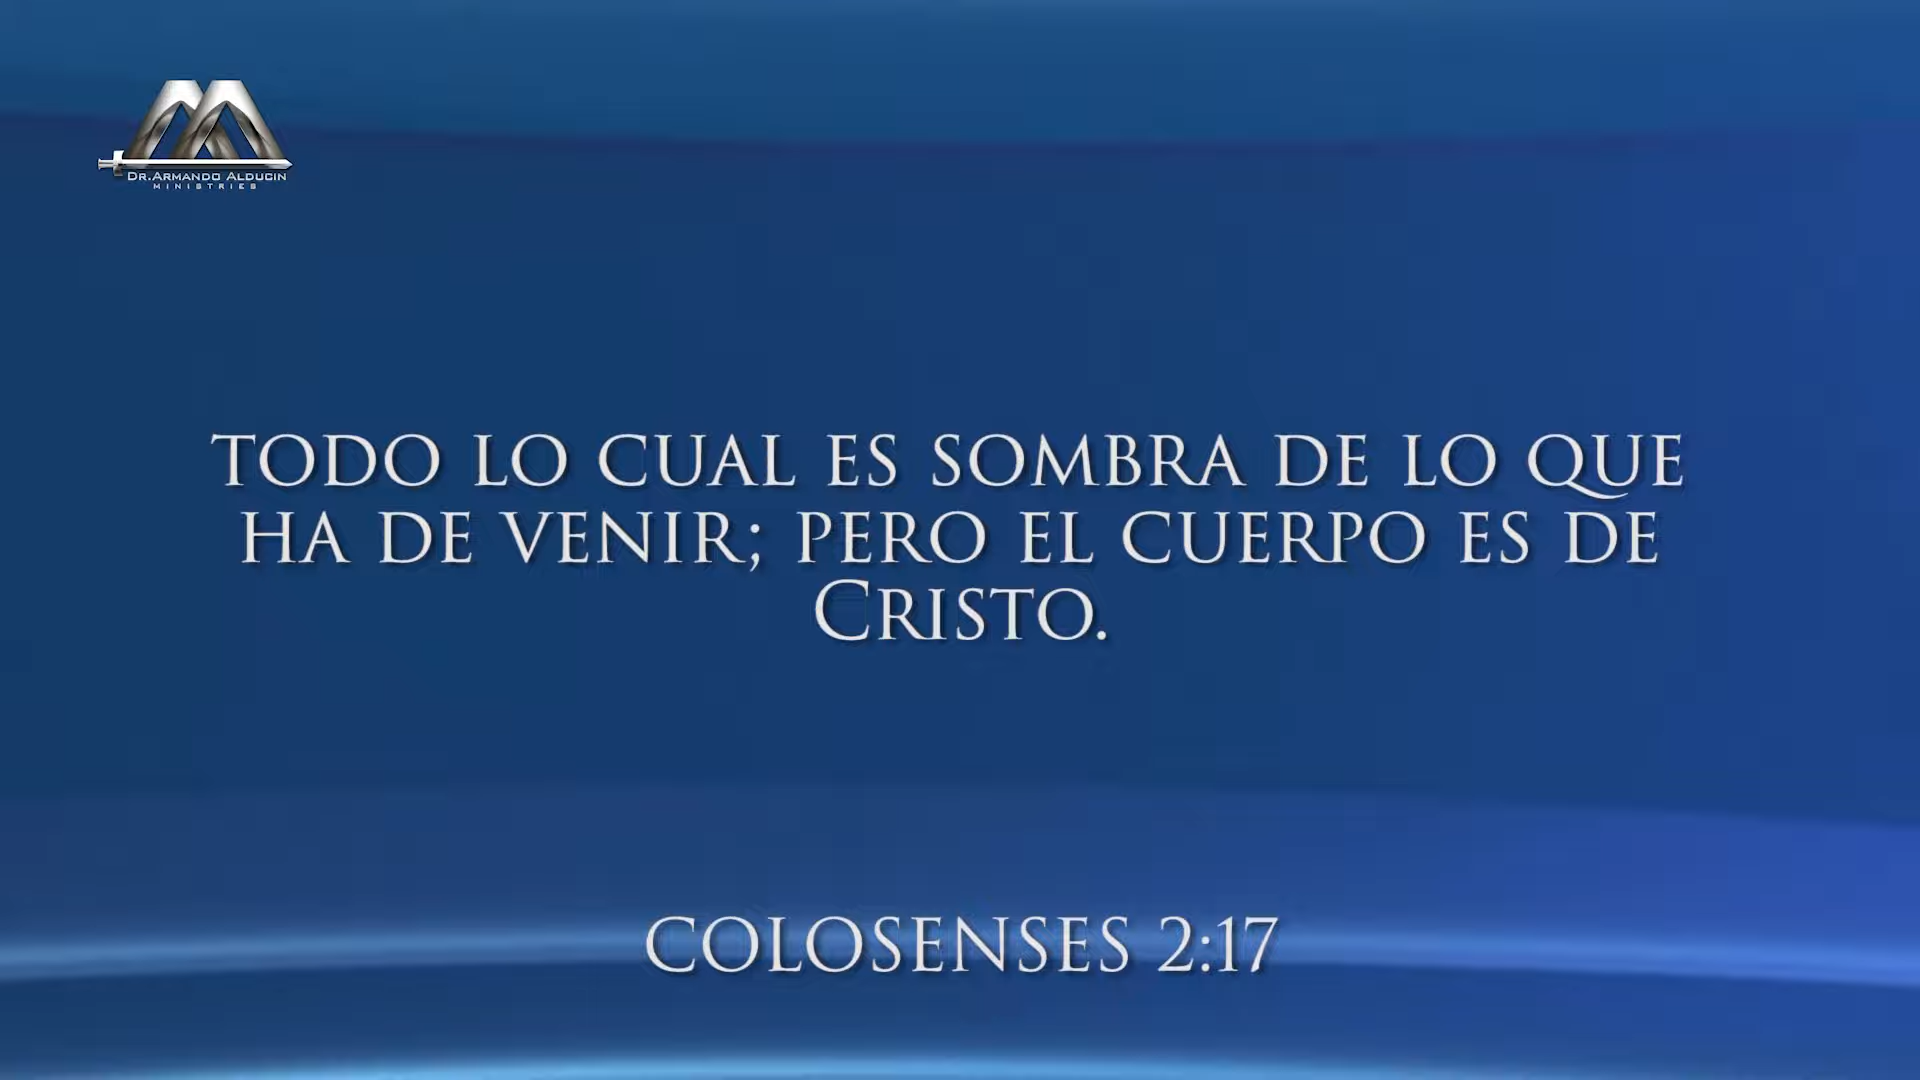 DR. ARMANDO ALDUCIN
MINISTRIES
TODO LO CUAL ES SOMBRA DE LO QUE
HA DE VENIR; PERO EL CUERPO ES DE
CRISTO.
COLOSENSES 2:17